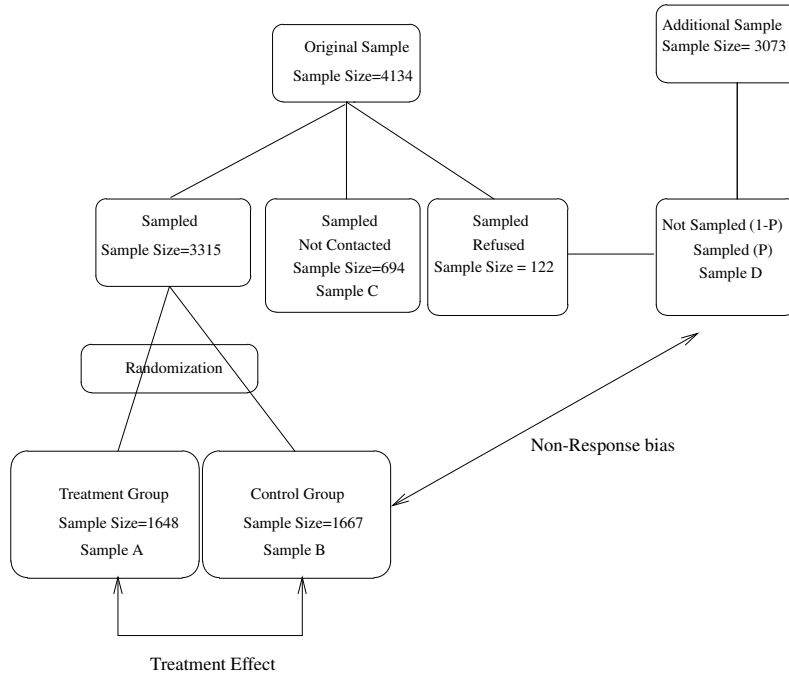 Original Sample
Sample Size=4134
Additional Sample
Sample Size= 3073
Sampled
Sample Size=3315
Sampled
Not Contacted
Sample Size=694
Sample C
Sampled
Refused
Sample Size = 122
Not Sampled (1-P)
Sampled (P)
Sample D
Randomization
Non-Response bias
Treatment Group
Sample Size=1648
Sample A
Control Group
Sample Size=1667
Sample B
Treatment Effect